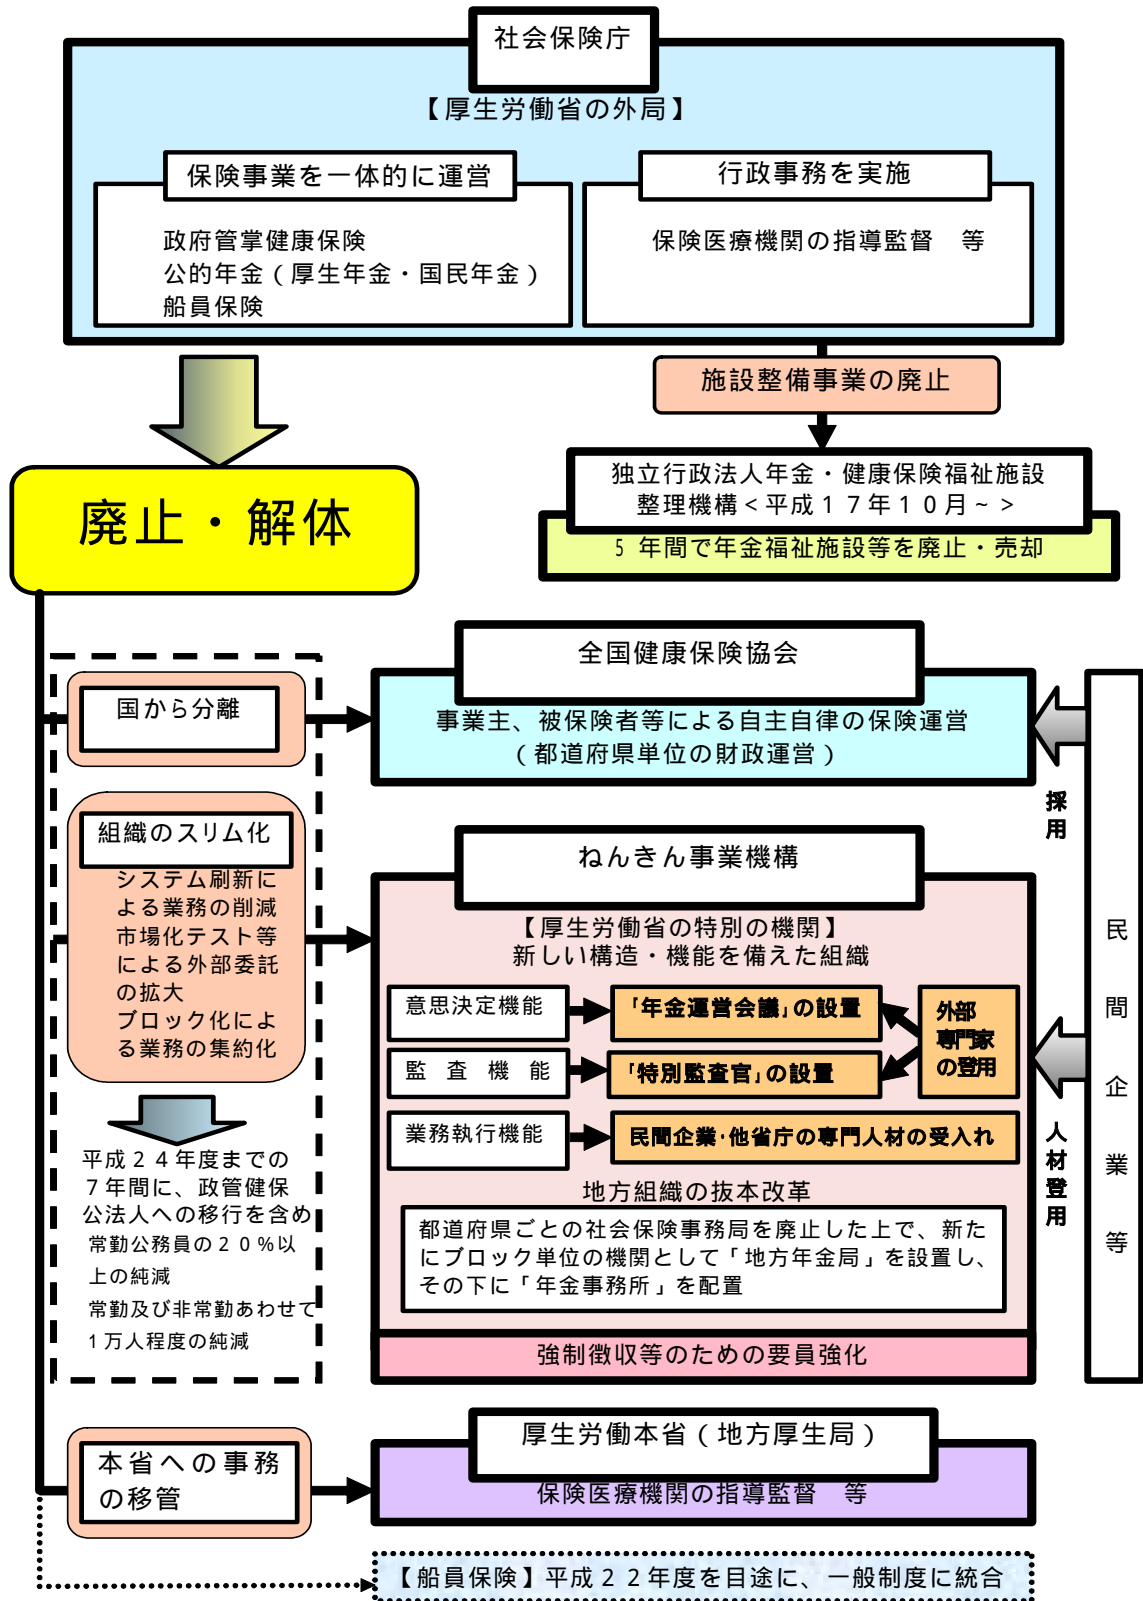 社会保険庁
【厚生労働省の外局】
保険事業を一体的に運営
政府管掌健康保険
公的年金（厚生年金・国民年金）
船員保険
行政事務を実施
保険医療機関の指導監督　等
施設整備事業の廃止
独立行政法人年金・健康保険福祉施設
整理機構＜平成１７年１０月～＞
5 年間で年金福祉施設等を廃止・売却
廃止・解体
全国健康保険協会
事業主、被保険者等による自主自律の保険運営
（都道府県単位の財政運営）
国から分離
組織のスリム化
システム刷新に
よる業務の削減
市場化テスト等
による外部委託
の拡大
ブロック化によ
る業務の集約化
平成２４年度までの
７年間に、政管健保
公法人への移行を含め
常勤公務員の２０％以
上の純減
常勤及び非常勤あわせて
１万人程度の純減
ねんきん事業機構
【厚生労働省の特別の機関】
新しい構造・機能を備えた組織
意思決定機能
「年金運営会議」の設置
監　査　機　能
「特別監査官」の設置
外部
専門家
の登用
業務執行機能
民間企業・他省庁の専門人材の受入れ
地方組織の抜本改革
都道府県ごとの社会保険事務局を廃止した上で、新た
にブロック単位の機関として「地方年金局」を設置し、
その下に「年金事務所」を配置
強制徴収等のための要員強化
採用
人材登用
民間企業等
本省への事務
の移管
厚生労働本省（地方厚生局）
保険医療機関の指導監督　等
【船員保険】平成２２年度を目途に、一般制度に統合